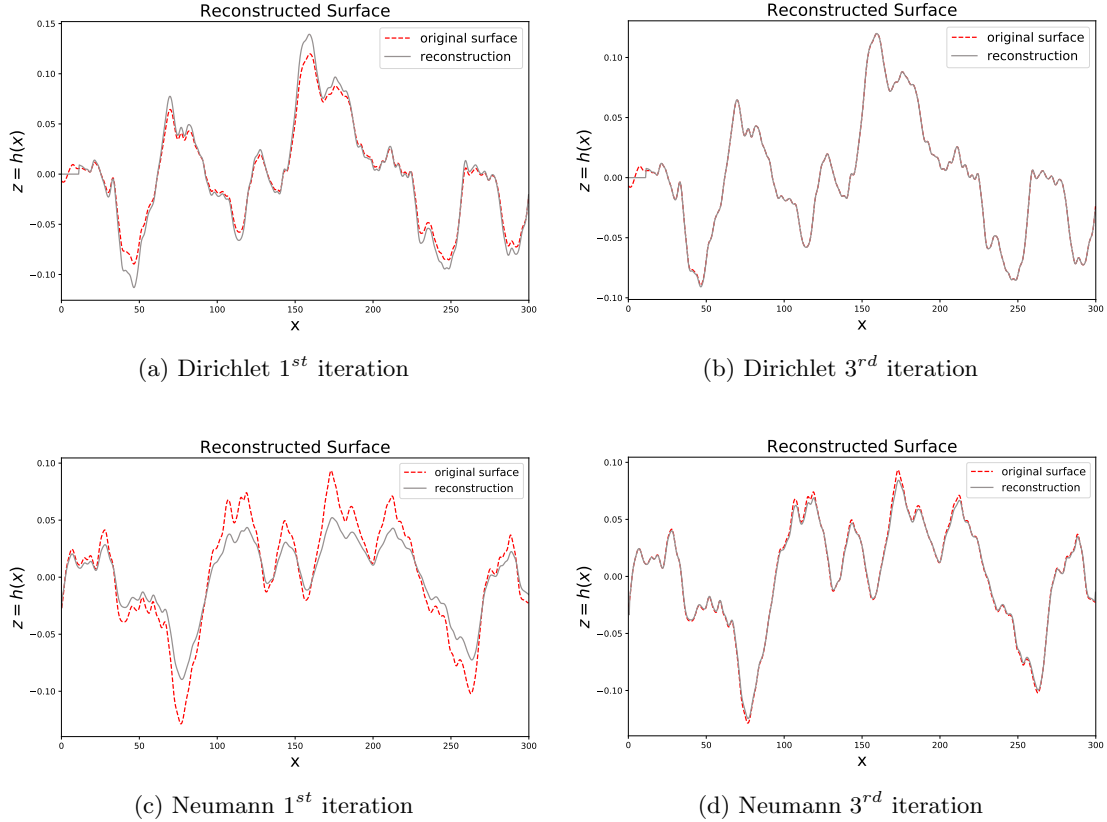 Reconstructed Surface
original surface
reconstruction
z = h(x)
0.15
0.10
0.05
0.00
−0.05
−0.10
0 50 100 150 200 250 300
x
(a) Dirichlet 1st iteration
Reconstructed Surface
original surface
reconstruction
z = h(x)
0.10
0.05
0.00
−0.05
−0.10
0 50 100 150 200 250 300
x
(b) Dirichlet 3rd iteration
Reconstructed Surface
original surface
reconstruction
z = h(x)
0.10
0.05
0.00
−0.05
−0.10
0 50 100 150 200 250 300
x
(c) Neumann 1st iteration
Reconstructed Surface
original surface
reconstruction
z = h(x)
0.10
0.05
0.00
−0.05
−0.10
0 50 100 150 200 250 300
x
(d) Neumann 3rd iteration